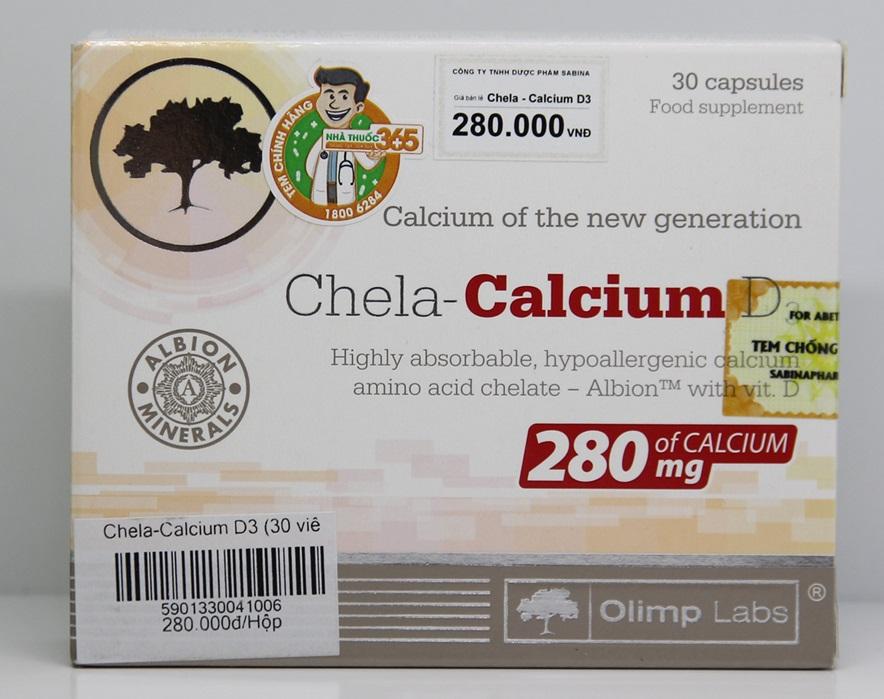 CÔNG TY TNHH DƯỢC PHẨM SABINA
Giá bán lẻ Chela - Calcium D3
280.000 VNĐ
30 capsules
Food supplement
TEM CHÍNH HÃNG
NHÀ THUỐC 365
1800 6284
Calcium of the new generation
Chela-Calcium D3
FOR ABET
TEM CHỐNG
SABINAPHAR
Highly absorbable, hypoallergenic calcium
amino acid chelate – Albion™ with vit. D
ALBION
A
MINERALS
280 mg of CALCIUM
Chela-Calcium D3 (30 viê
5901330041006
280.000đ/Hộp
Olimp Labs ®